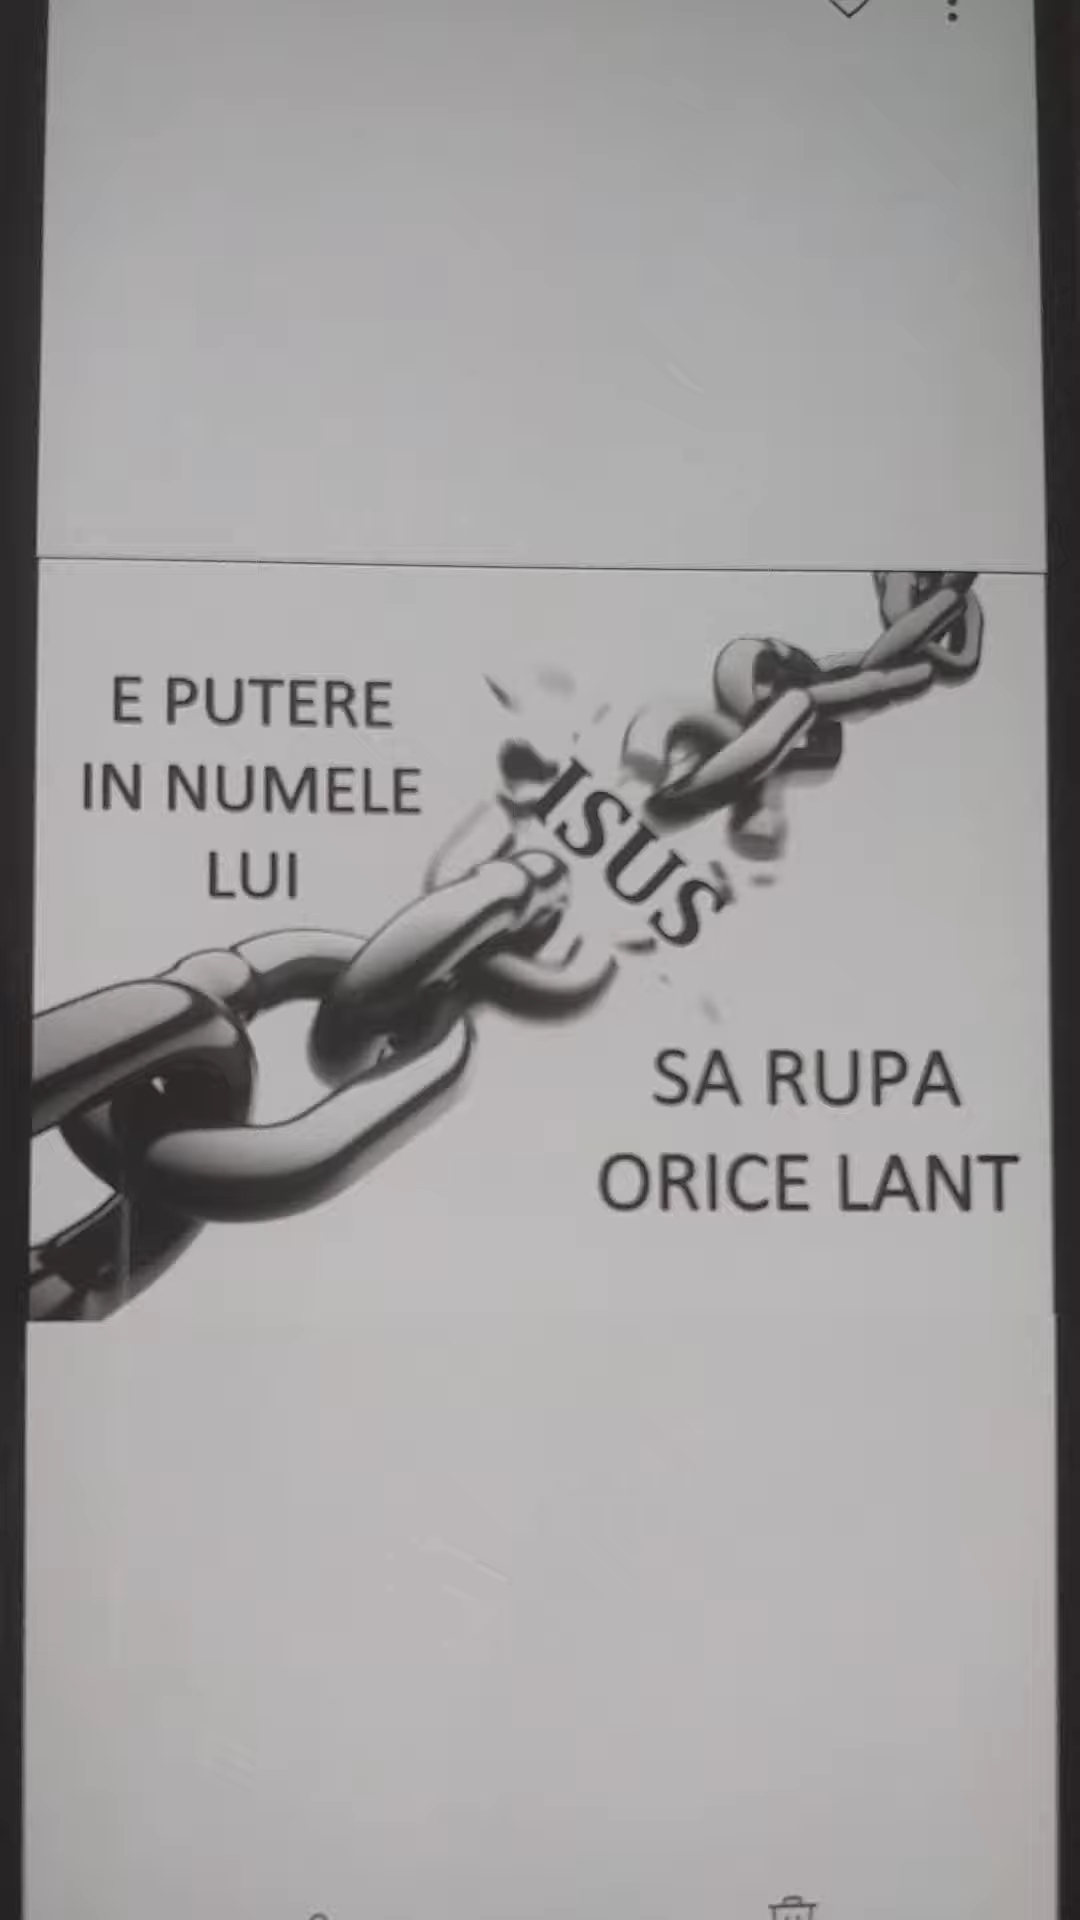 E PUTERE
IN NUMELE
LUI
ISUS
SA RUPA
ORICE LANT